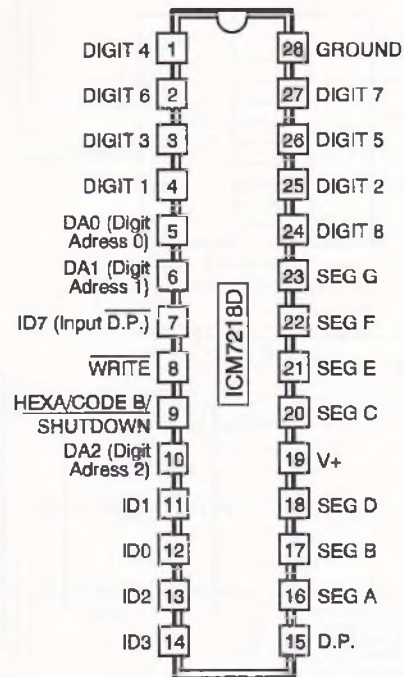 DIGIT 4 1
DIGIT 6 2
DIGIT 3 3
DIGIT 1 4
DA0 (Digit
Adress 0) 5
DA1 (Digit
Adress 1) 6
ID7 (Input D.P.) 7
WRITE 8
HEXA/CODE B/
SHUTDOWN 9
DA2 (Digit
Adress 2) 10
ID1 11
ID0 12
ID2 13
ID3 14
ICM7218D
28 GROUND
27 DIGIT 7
26 DIGIT 5
25 DIGIT 2
24 DIGIT 8
23 SEG G
22 SEG F
21 SEG E
20 SEG C
19 V+
18 SEG D
17 SEG B
16 SEG A
15 D.P.